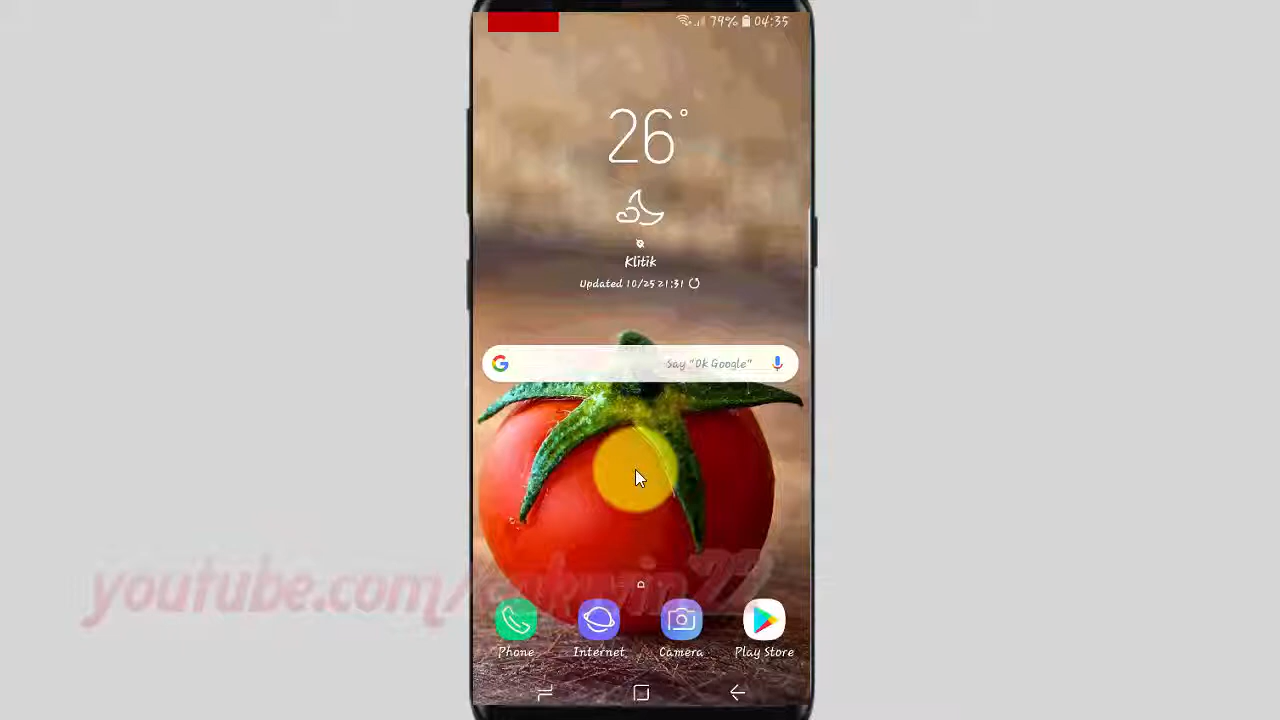 79% 04:35
26°
Klitik
Updated 10/25 21:31
Say "Ok Google"
youtube.com/
Phone
Internet
Camera
Play Store